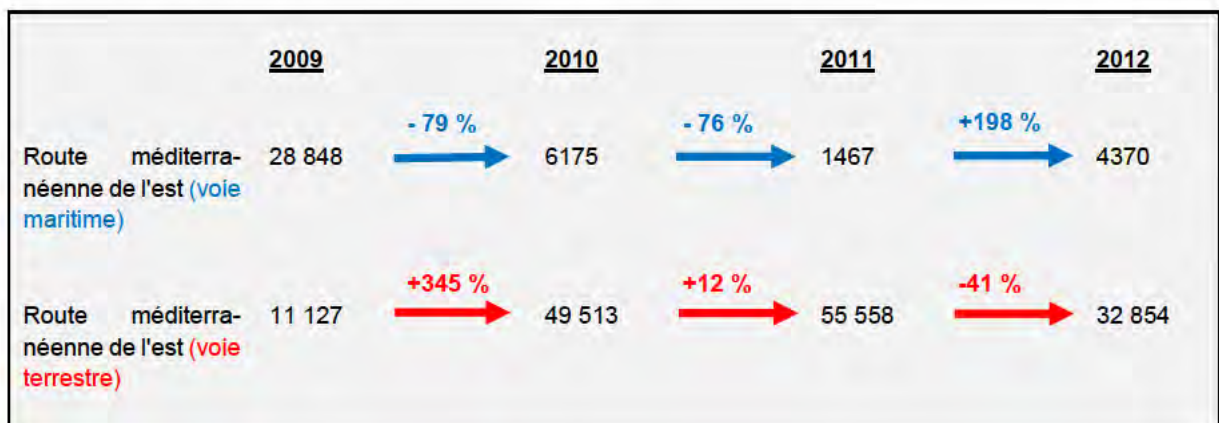 2009 2010 2011 2012
- 79 % - 76 % +198 %
Route méditerra- 28 848 6175 1467 4370
néenne de l'est (voie
maritime)
+345 % +12 % -41 %
Route méditerra- 11 127 49 513 55 558 32 854
néenne de l'est (voie
terrestre)